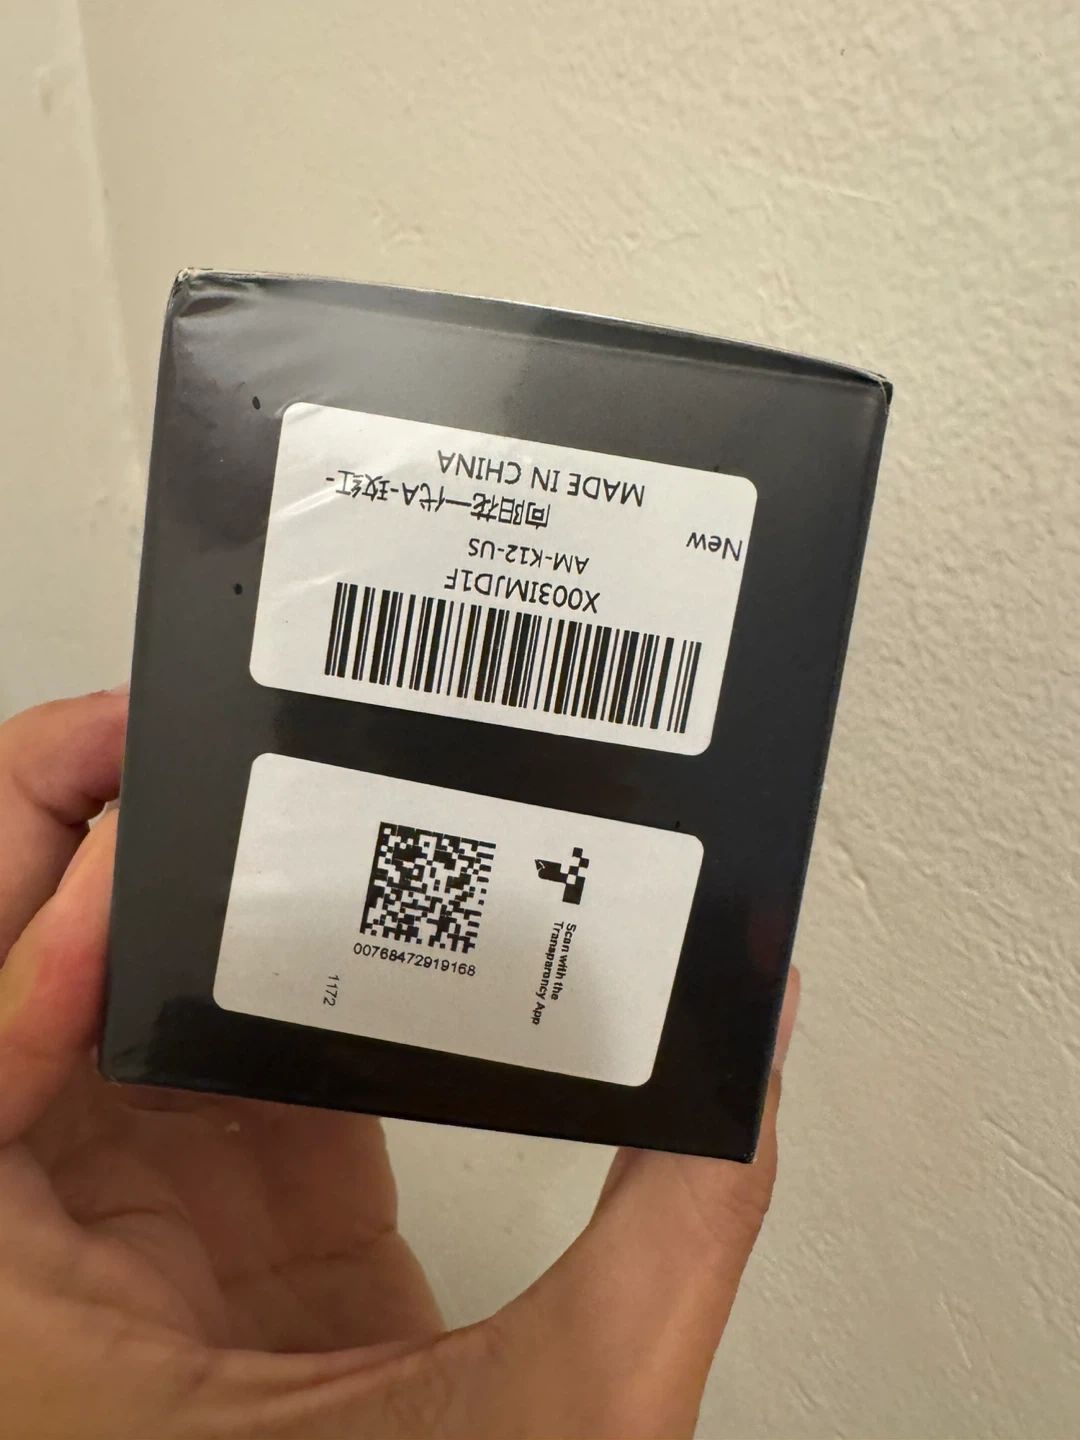 X003IMJD1F
AM-K12-US
向阳花一代A-玫红-
New
MADE IN CHINA
00768472919168
1172
Scan with the
Transparency App